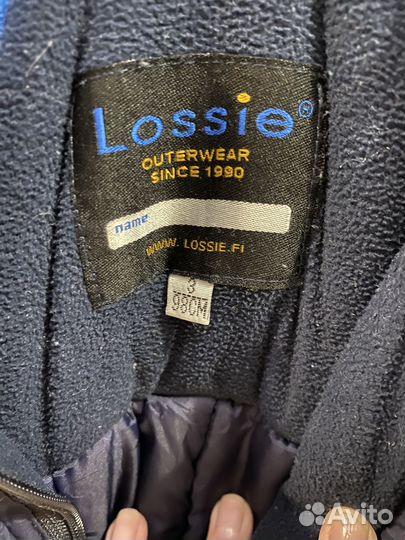 Lossie®
OUTERWEAR
SINCE 1990
name
WWW.LOSSIE.FI
3
98CM
Avito